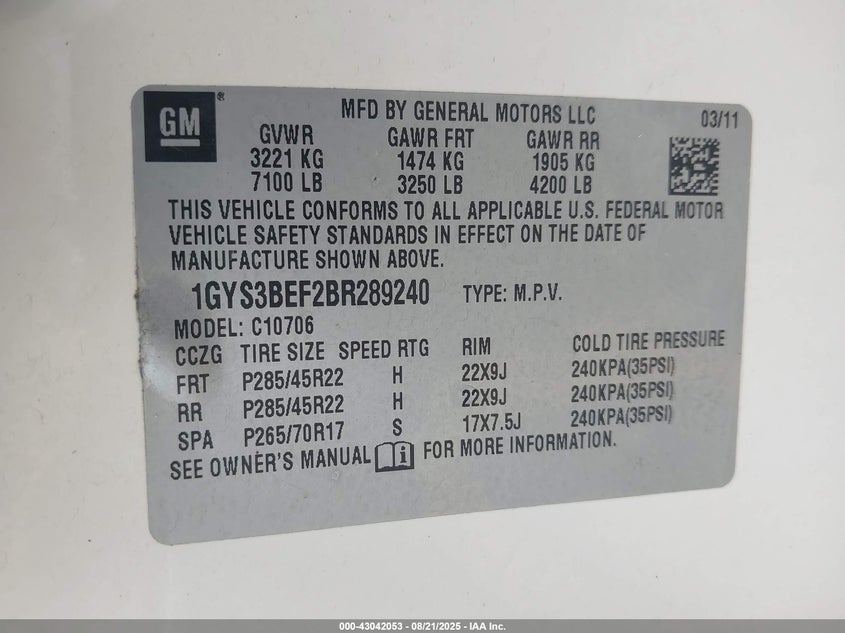 GM®
MFD BY GENERAL MOTORS LLC 03/11
GVWR GAWR FRT GAWR RR
3221 KG 1474 KG 1905 KG
7100 LB 3250 LB 4200 LB
THIS VEHICLE CONFORMS TO ALL APPLICABLE U.S. FEDERAL MOTOR
VEHICLE SAFETY STANDARDS IN EFFECT ON THE DATE OF
MANUFACTURE SHOWN ABOVE.
1GYS3BEF2BR289240 TYPE: M.P.V.
MODEL: C10706
CCZG TIRE SIZE SPEED RTG RIM COLD TIRE PRESSURE
FRT P285/45R22 H 22X9J 240KPA(35PSI)
RR P285/45R22 H 22X9J 240KPA(35PSI)
SPA P265/70R17 S 17X7.5J 240KPA(35PSI)
SEE OWNER'S MANUAL i FOR MORE INFORMATION.
000-43042053 - 08/21/2025 - IAA Inc.